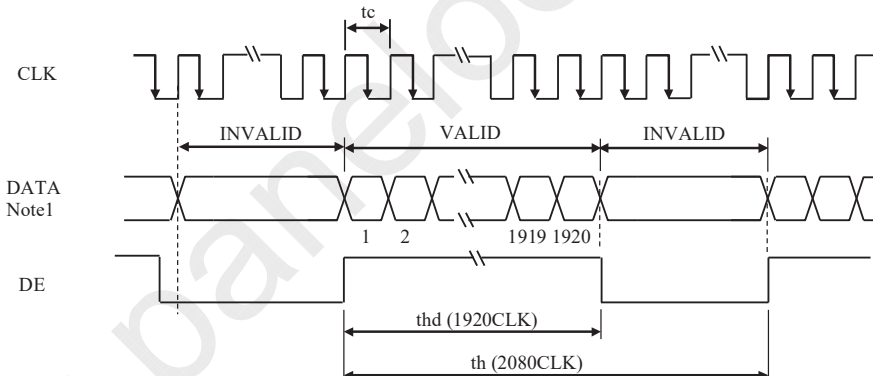 tc
CLK
INVALID VALID INVALID
DATA
Note1
1 2 1919 1920
DE
thd (1920CLK)
th (2080CLK)